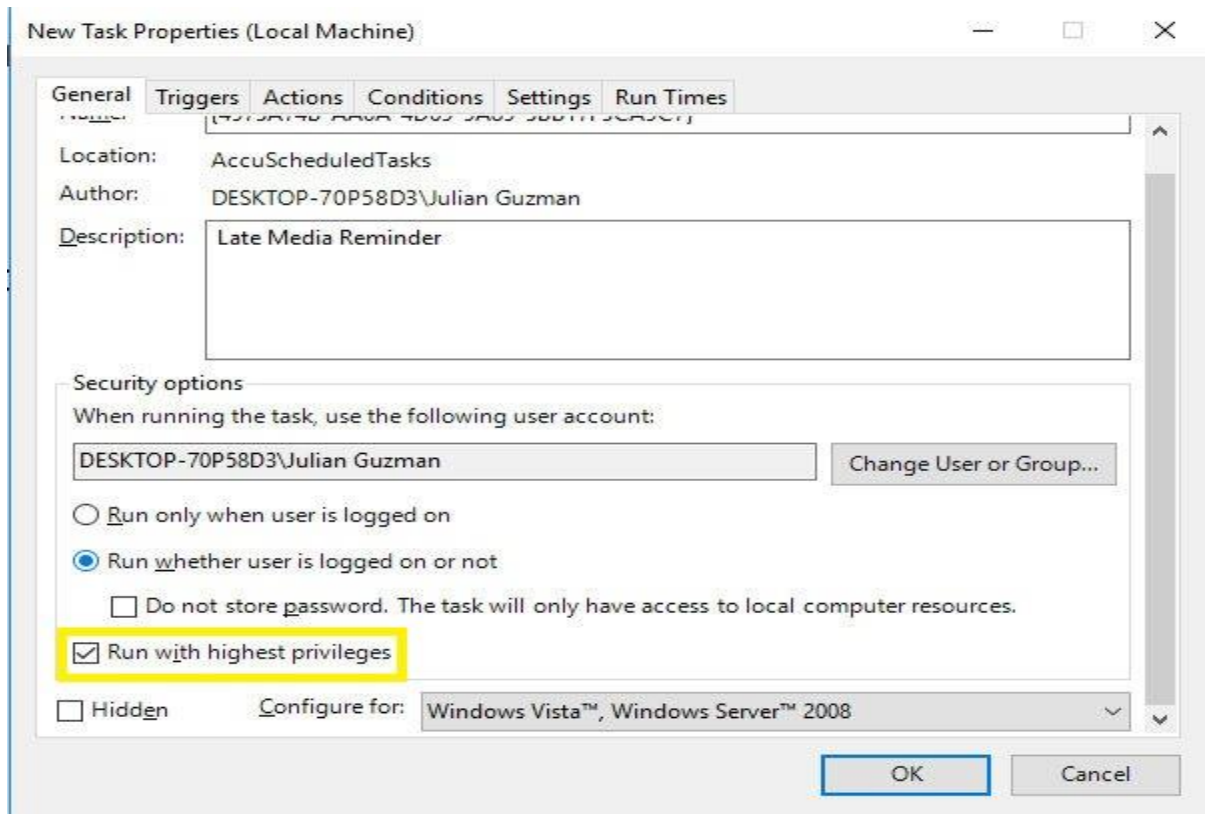 New Task Properties (Local Machine)
General Triggers Actions Conditions Settings Run Times
Location: AccuScheduledTasks
Author: DESKTOP-70P58D3\Julian Guzman
Description: Late Media Reminder
Security options
When running the task, use the following user account:
DESKTOP-70P58D3\Julian Guzman Change User or Group...
Run only when user is logged on
Run whether user is logged on or not
Do not store password. The task will only have access to local computer resources.
Run with highest privileges
Hidden Configure for: Windows Vista™, Windows Server™ 2008
OK Cancel